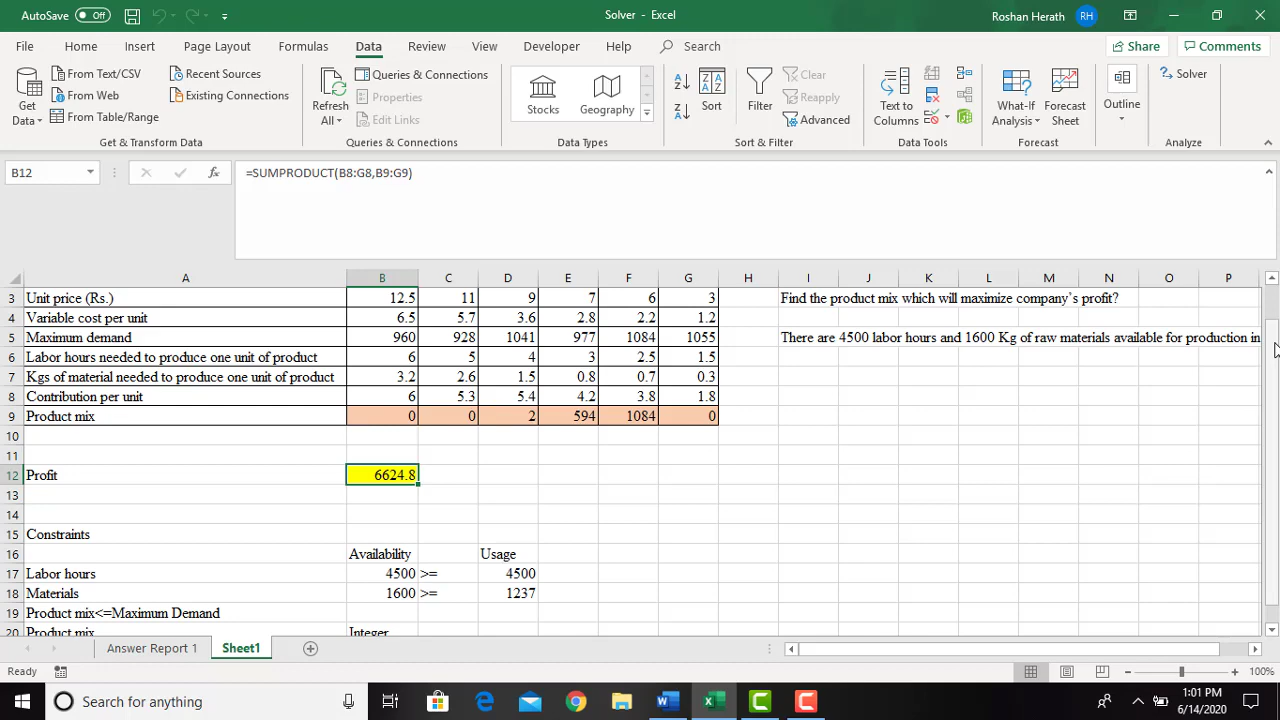 AutoSave Off
Solver - Excel
Roshan Herath RH
File Home Insert Page Layout Formulas Data Review View Developer Help Search Share Comments
Get Data
From Text/CSV
From Web
From Table/Range
Recent Sources
Existing Connections
Get & Transform Data
Refresh All
Queries & Connections
Properties
Edit Links
Queries & Connections
Stocks
Geography
Data Types
Sort
Filter
Clear
Reapply
Advanced
Sort & Filter
Text to Columns
Data Tools
What-If Analysis
Forecast Sheet
Forecast
Outline
Solver
Analyze
B12 fx =SUMPRODUCT(B8:G8,B9:G9)
A B C D E F G H I J K L M N O P
3 Unit price (Rs.) 12.5 11 9 7 6 3 Find the product mix which will maximize company's profit?
4 Variable cost per unit 6.5 5.7 3.6 2.8 2.2 1.2
5 Maximum demand 960 928 1041 977 1084 1055 There are 4500 labor hours and 1600 Kg of raw materials available for production in
6 Labor hours needed to produce one unit of product 6 5 4 3 2.5 1.5
7 Kgs of material needed to produce one unit of product 3.2 2.6 1.5 0.8 0.7 0.3
8 Contribution per unit 6 5.3 5.4 4.2 3.8 1.8
9 Product mix 0 0 2 594 1084 0
10
11
12 Profit 6624.8
13
14
15 Constraints
16 Availability Usage
17 Labor hours 4500 >= 4500
18 Materials 1600 >= 1237
19 Product mix<=Maximum Demand
20 Product mix Integer
Answer Report 1 Sheet1
Ready 100%
Search for anything
1:01 PM
6/14/2020